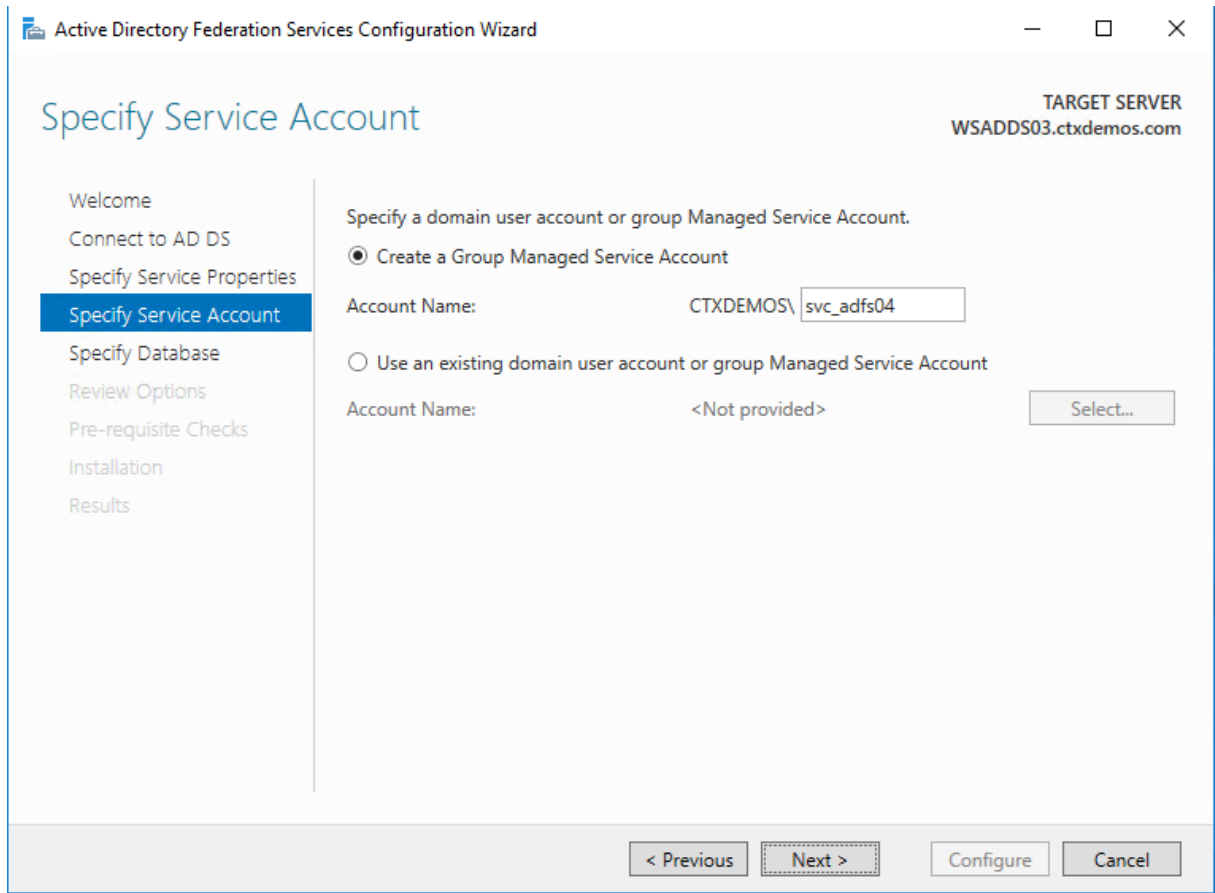 Active Directory Federation Services Configuration Wizard
Specify Service Account
TARGET SERVER
WSADDS03.ctxdemos.com
Welcome
Connect to AD DS
Specify Service Properties
Specify Service Account
Specify Database
Review Options
Pre-requisite Checks
Installation
Results
Specify a domain user account or group Managed Service Account.
Create a Group Managed Service Account
Account Name: CTXDEMOS\ svc_adfs04
Use an existing domain user account or group Managed Service Account
Account Name: <Not provided> Select...
< Previous Next > Configure Cancel